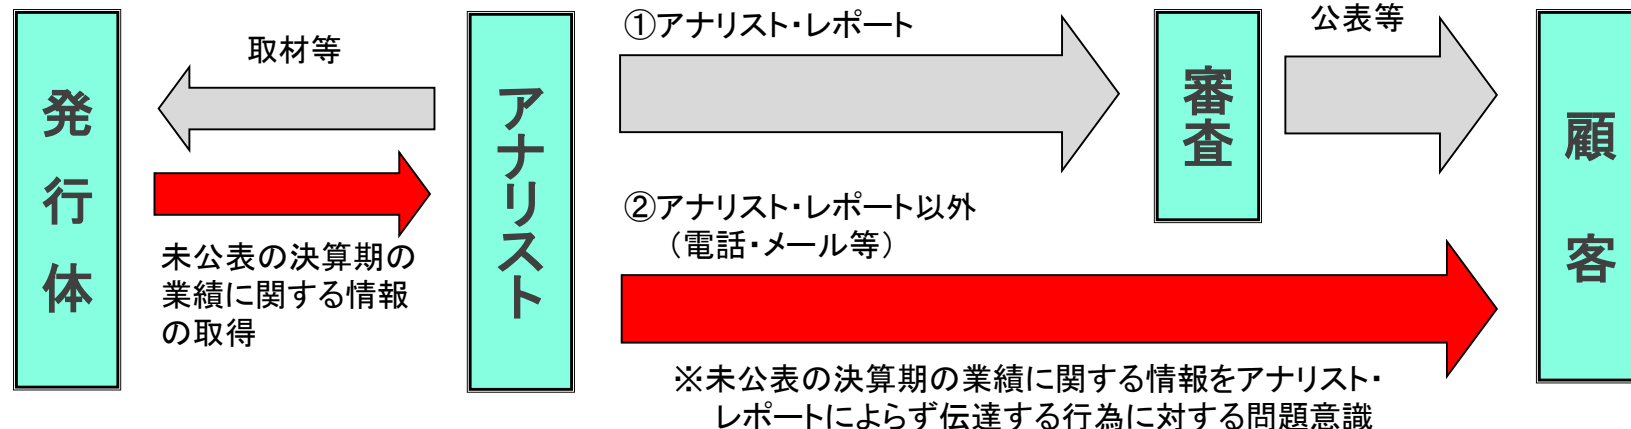 発行体
取材等
未公表の決算期の
業績に関する情報
の取得
アナリスト
①アナリスト・レポート
②アナリスト・レポート以外
（電話・メール等）
審査
公表等
顧客
※未公表の決算期の業績に関する情報をアナリスト・
レポートによらず伝達する行為に対する問題意識